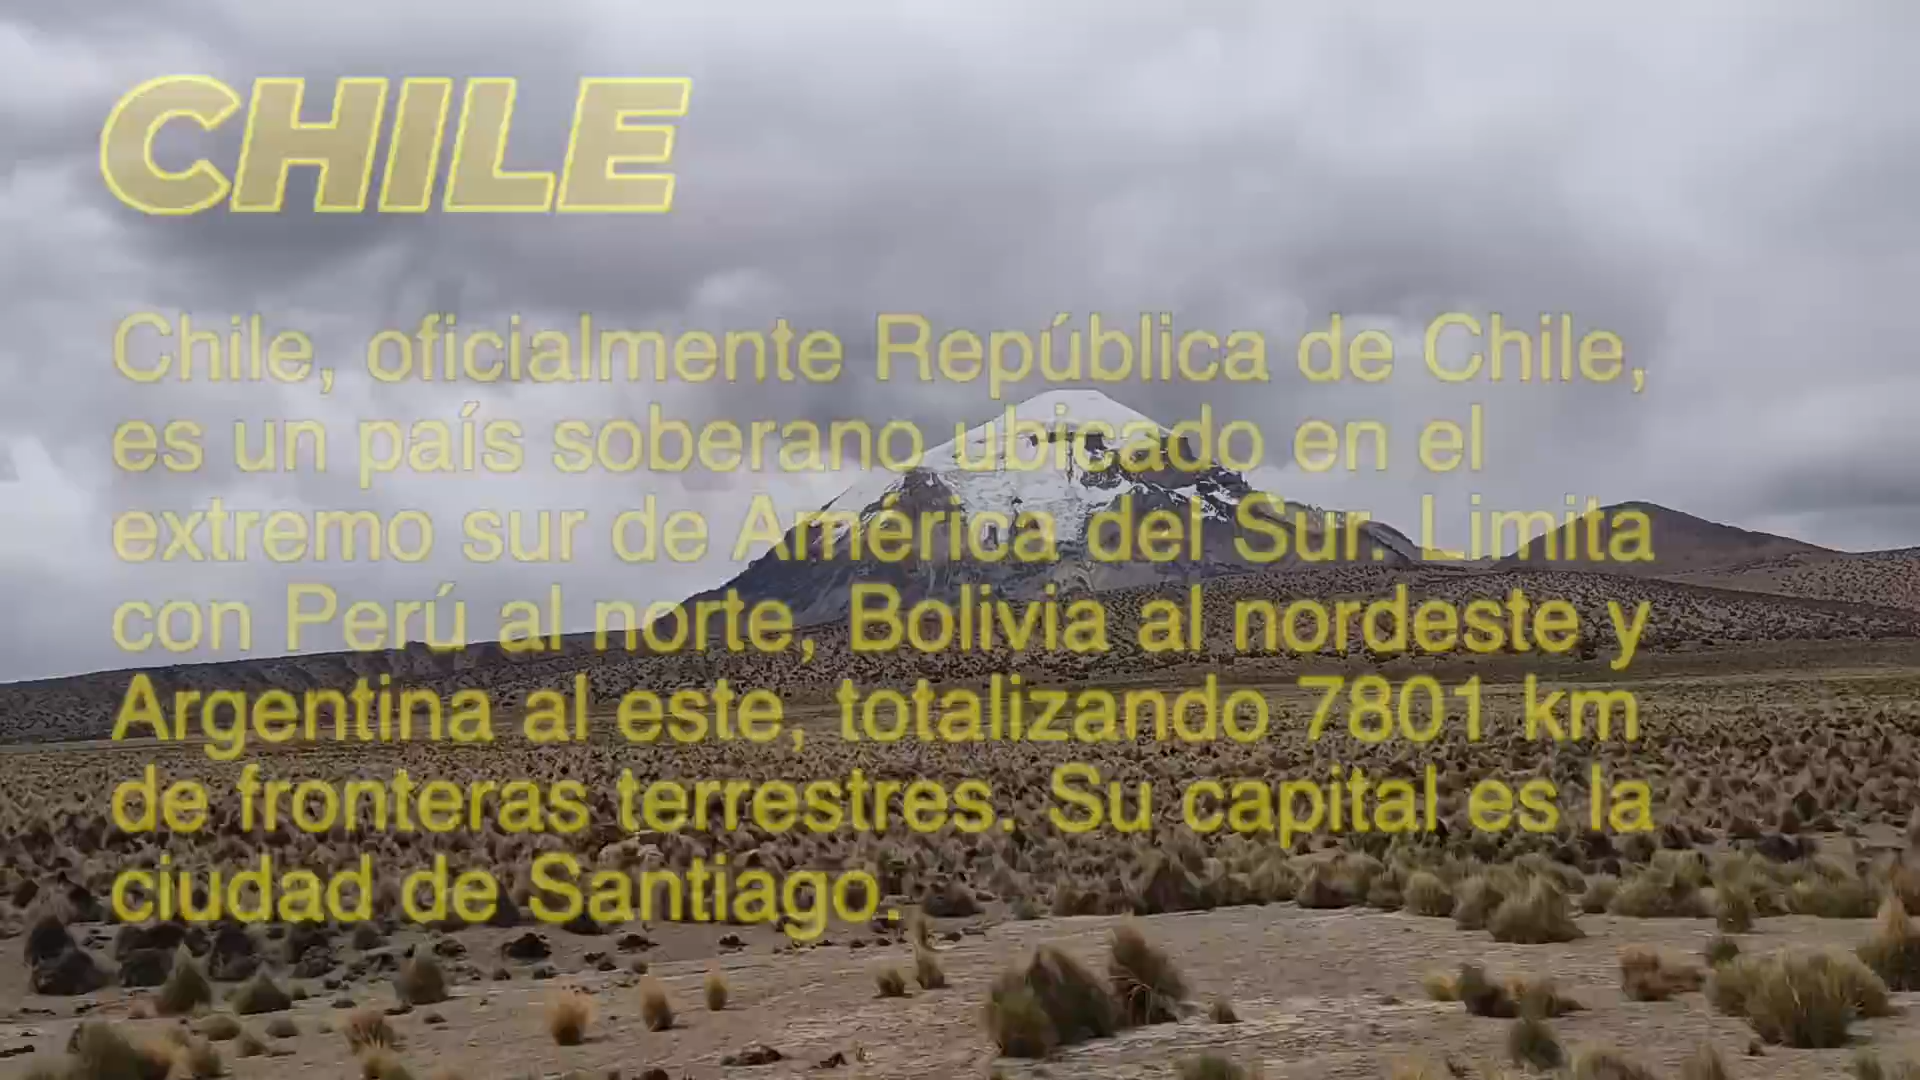 CHILE
Chile, oficialmente República de Chile,
es un país soberano ubicado en el
extremo sur de América del Sur. Limita
con Perú al norte, Bolivia al nordeste y
Argentina al este, totalizando 7801 km
de fronteras terrestres. Su capital es la
ciudad de Santiago.